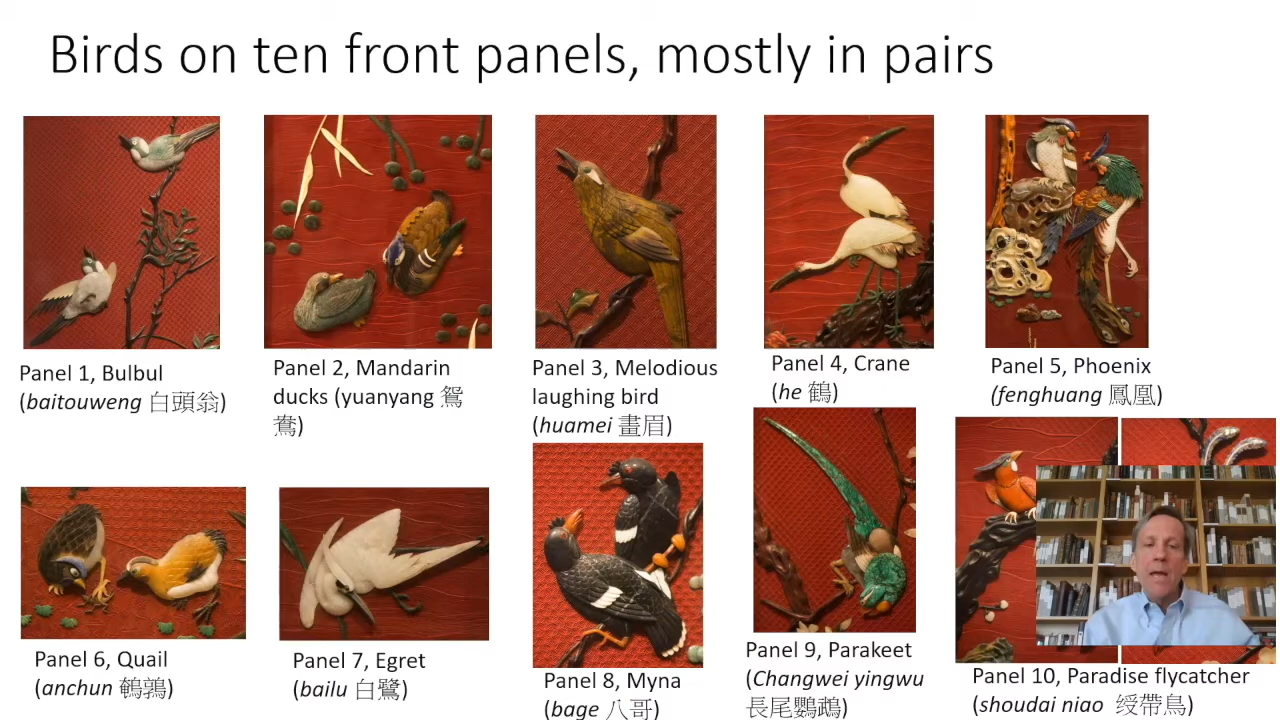 Birds on ten front panels, mostly in pairs
Panel 1, Bulbul
(baitouweng 白頭翁)
Panel 2, Mandarin
ducks (yuanyang 鴛
鴦)
Panel 3, Melodious
laughing bird
(huamei 畫眉)
Panel 4, Crane
(he 鶴)
Panel 5, Phoenix
(fenghuang 鳳凰)
Panel 6, Quail
(anchun 鵪鶉)
Panel 7, Egret
(bailu 白鷺)
Panel 8, Myna
(bage 八哥)
Panel 9, Parakeet
(Changwei yingwu
長尾鸚鵡)
Panel 10, Paradise flycatcher
(shoudai niao 绶帶鳥)